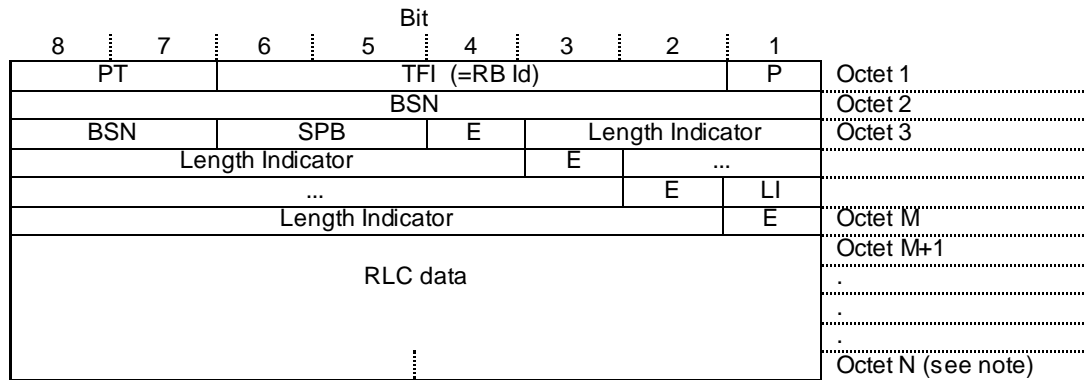 Bit
8 7 6 5 4 3 2 1
PT TFI (=RB Id) P Octet 1
BSN Octet 2
BSN SPB E Length Indicator Octet 3
Length Indicator E ...
... E LI
Length Indicator E Octet M
Octet M+1
RLC data
.
.
.
Octet N (see note)